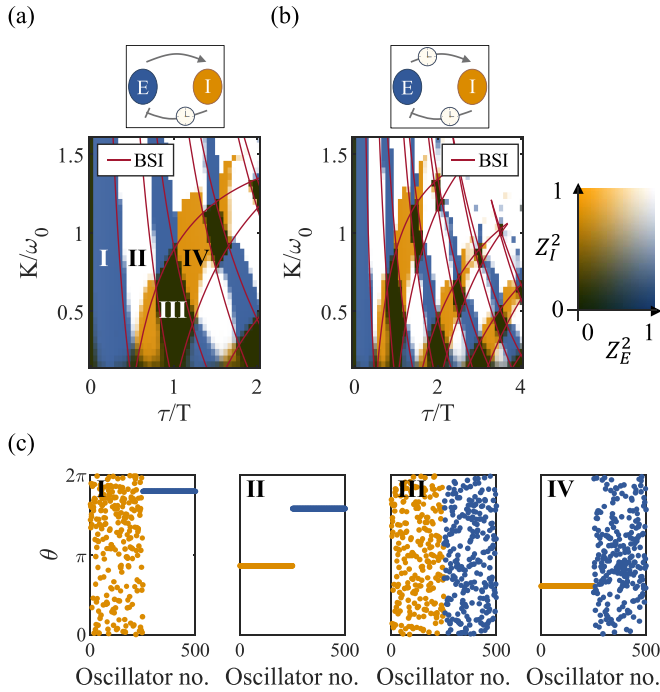 (a)
(b)
E
I
E
I
BSI
BSI
1.5
1
0.5
K/ω₀
I
II
III
IV
0
1
2
τ/T
1.5
1
0.5
K/ω₀
0
1
2
3
4
τ/T
1
0
Z_I^2
0
1
Z_E^2
(c)
2π
π
0
θ
I
II
III
IV
0
500
0
500
0
500
0
500
Oscillator no.
Oscillator no.
Oscillator no.
Oscillator no.